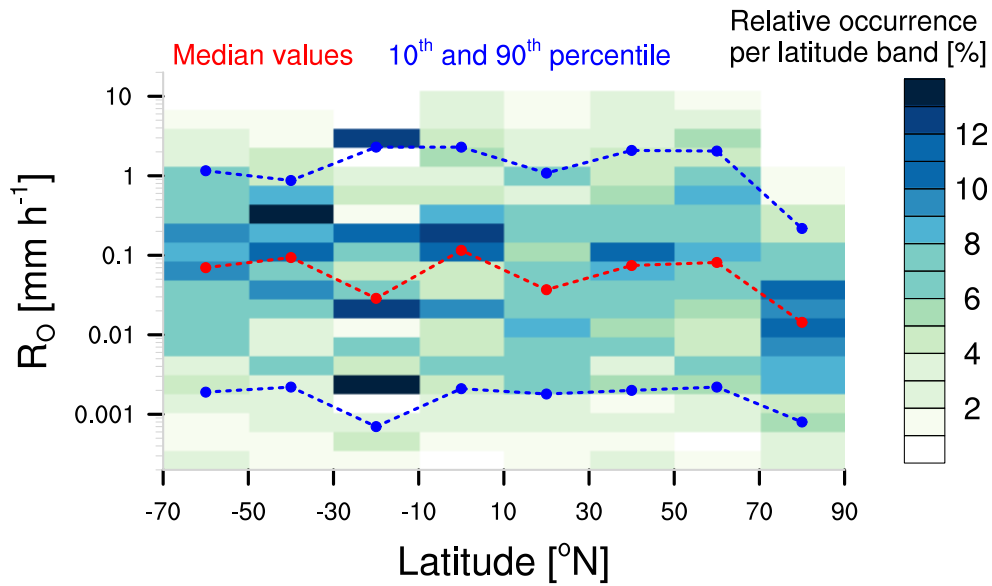 Relative occurrence
per latitude band [%]
Median values
10th and 90th percentile
10
1
0.1
0.01
0.001
R_O [mm h⁻¹]
-70 -50 -30 -10 10 30 50 70 90
Latitude [°N]
12
10
8
6
4
2